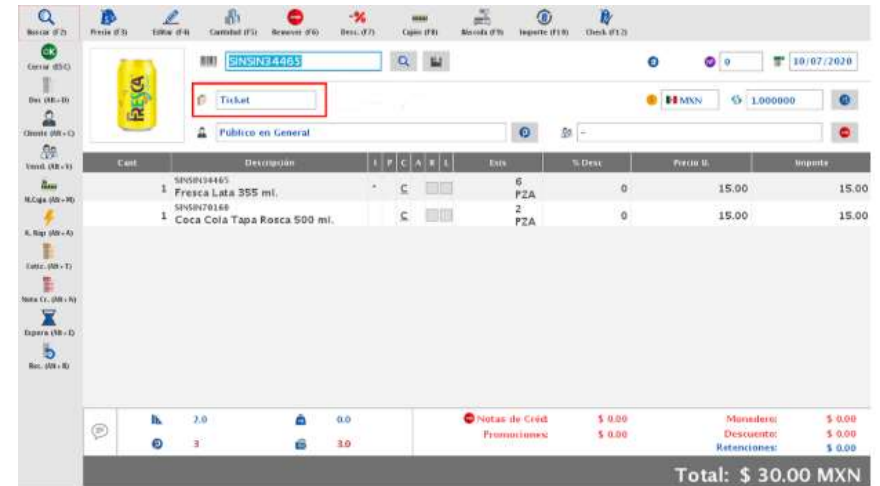 Buscar (F2) Precio (F3) Editar (F4) Cantidad (F5) Remover (F6) Desc. (F7) Cajón (F8) Báscula (F9) Importe (F10) Check (F12)
Cerrar (ESC)
SINSIN34465
0 10/07/2020
Dev (Alt+D)
FRESCA
Ticket
MXN 1.000000
Cliente (Alt+C)
Público en General
-
Vend. (Alt+V)
Cant Descripción I P C A R L Exis % Desc Precio U. Importe
M.Caja (Alt+M)
SINSIN34465
1 Fresca Lata 355 ml. * C 6 PZA 0 15.00 15.00
SINSIN70160
1 Coca Cola Tapa Rosca 500 ml. C 2 PZA 0 15.00 15.00
R. Rap (Alt+A)
Cotiz. (Alt+T)
Nota Cr. (Alt+N)
Espera (Alt+E)
Rec. (Alt+R)
2.0 0.0 Notas de Créd: $ 0.00 Monedero: $ 0.00
3 3.0 Promociones: $ 0.00 Descuento: $ 0.00
Retenciones: $ 0.00
Total: $ 30.00 MXN